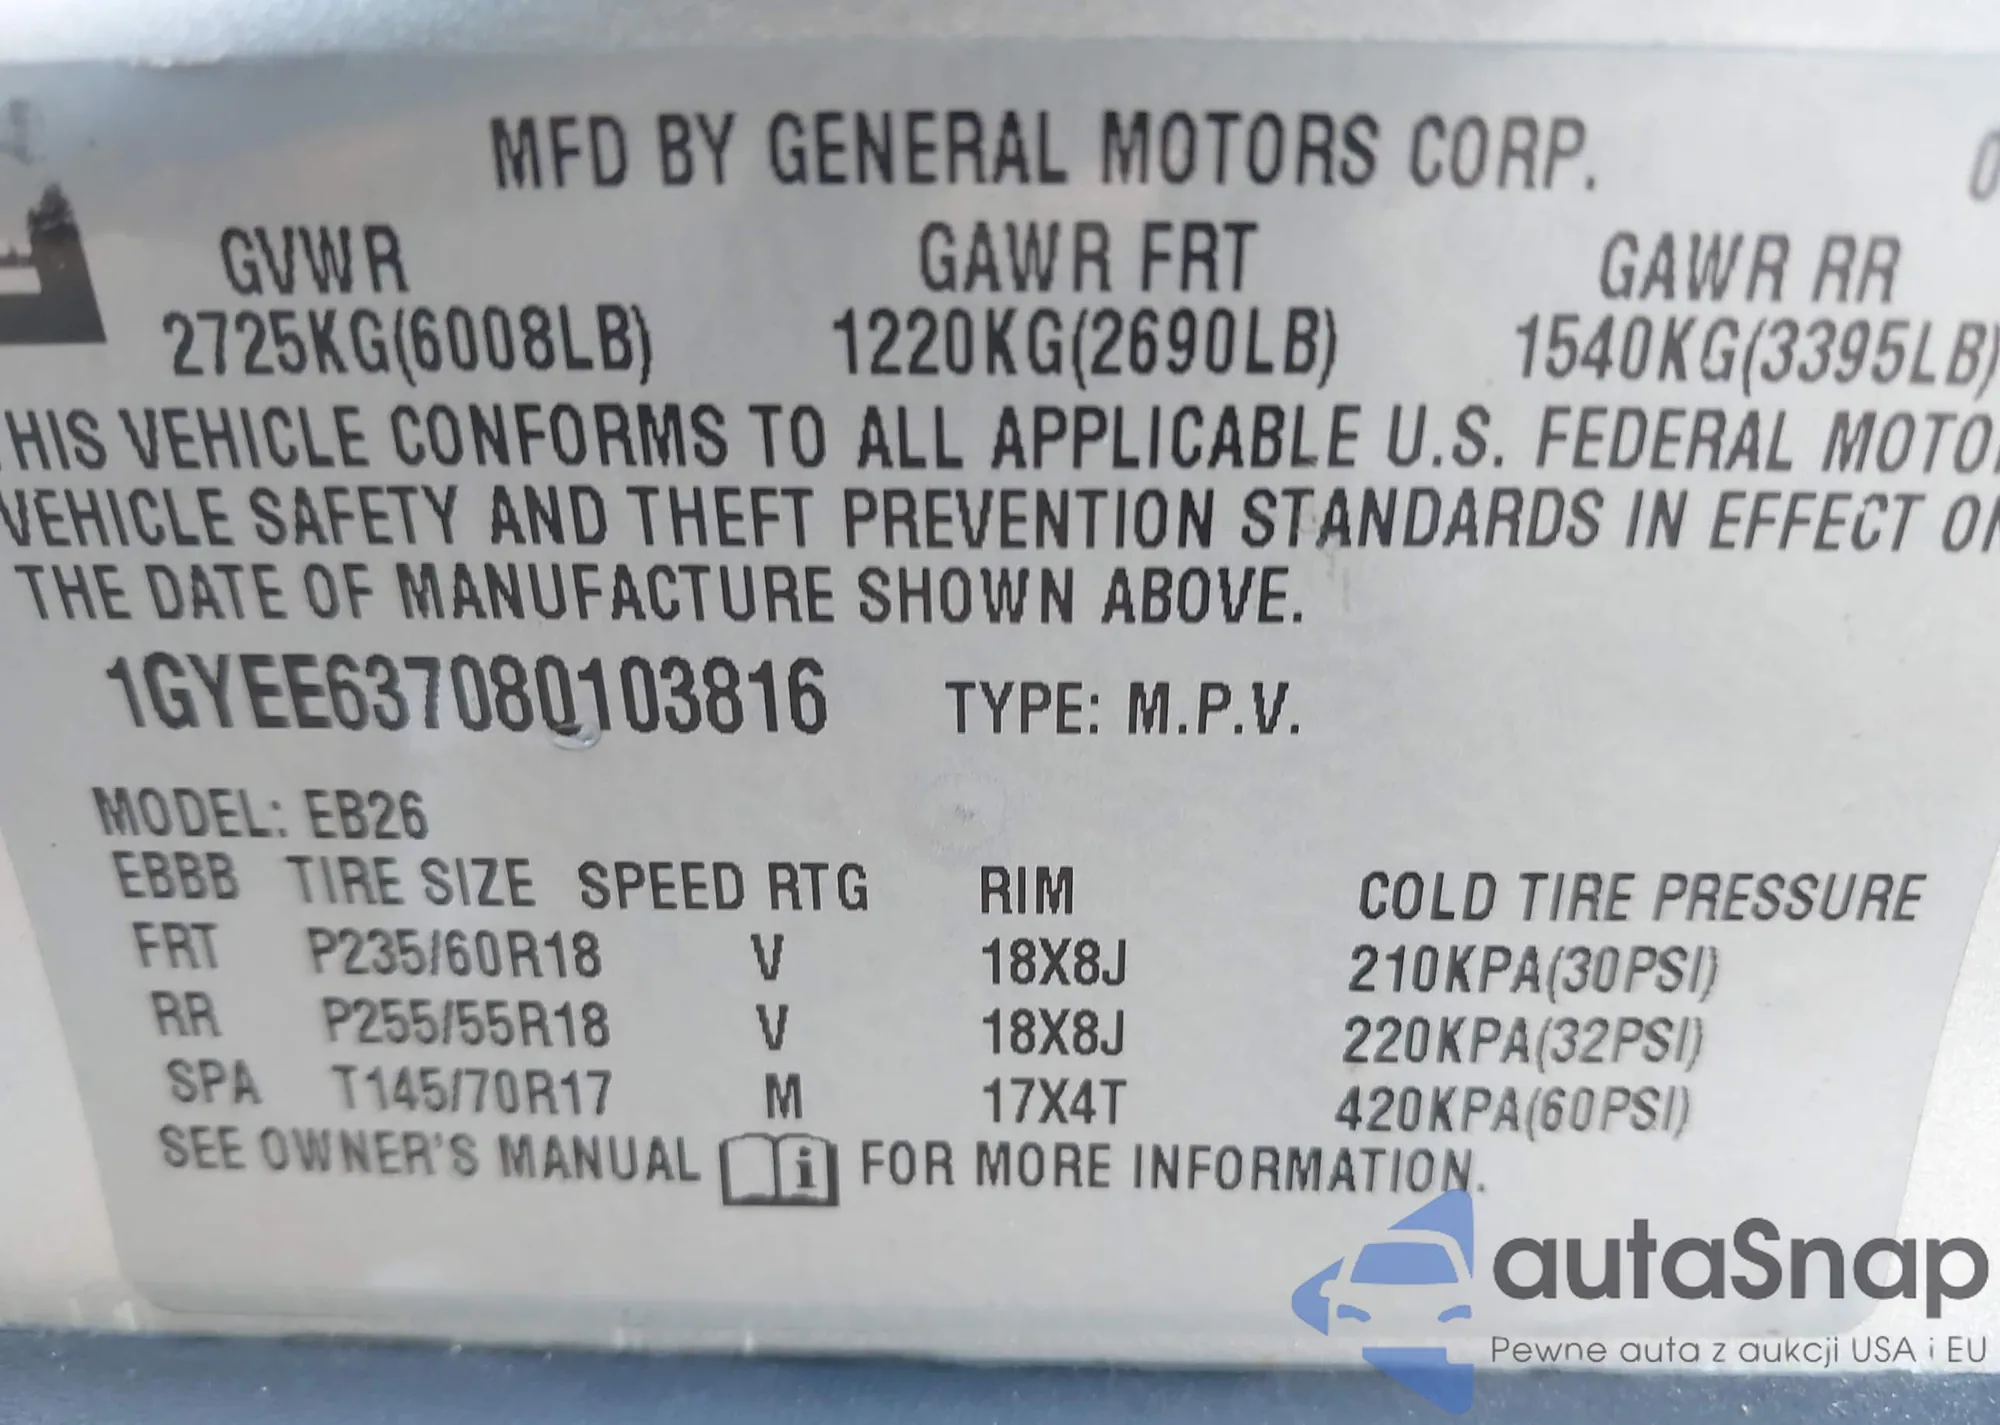 MFD BY GENERAL MOTORS CORP.
GVWR GAWR FRT GAWR RR
2725KG(6008LB) 1220KG(2690LB) 1540KG(3395LB)
THIS VEHICLE CONFORMS TO ALL APPLICABLE U.S. FEDERAL MOTO
VEHICLE SAFETY AND THEFT PREVENTION STANDARDS IN EFFECT ON
THE DATE OF MANUFACTURE SHOWN ABOVE.
1GYEE637080103816 TYPE: M.P.V.
MODEL: EB26
EBBB TIRE SIZE SPEED RTG RIM COLD TIRE PRESSURE
FRT P235/60R18 V 18X8J 210KPA(30PSI)
RR P255/55R18 V 18X8J 220KPA(32PSI)
SPA T145/70R17 M 17X4T 420KPA(60PSI)
SEE OWNER'S MANUAL i FOR MORE INFORMATION.
autaSnap
Pewne auta z aukcji USA i EU